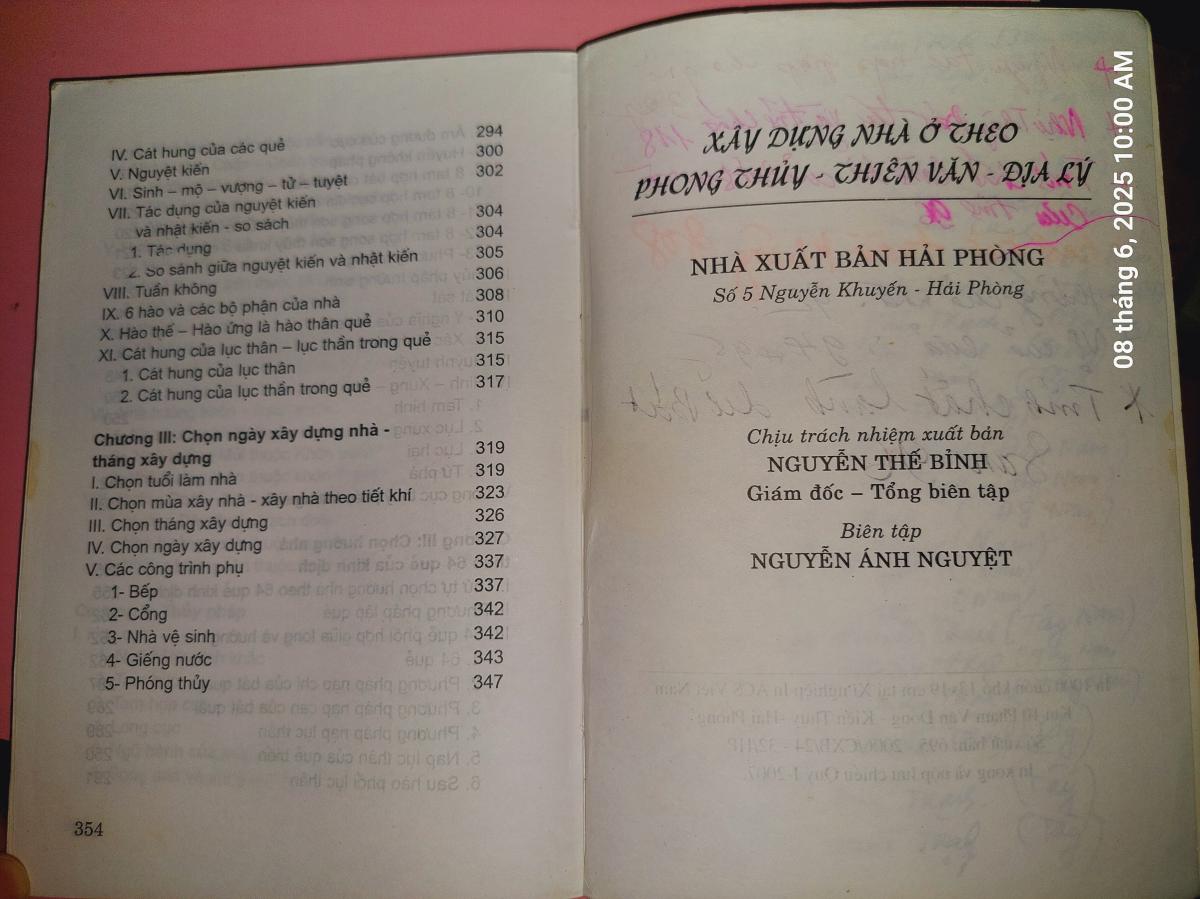 IV. Cát hung của các quẻ 294
V. Nguyệt kiến 300
VI. Sinh – mộ – vượng – tử – tuyệt 302
VII. Tác dụng của nguyệt kiến
và nhật kiến - so sách 304
1. Tác dụng 304
2. So sánh giữa nguyệt kiến và nhật kiến 305
VIII. Tuần không 306
IX. 6 hào và các bộ phận của nhà 308
X. Hào thế – Hào ứng là hào thân quẻ 310
XI. Cát hung của lục thân – lục thần trong quẻ 315
1. Cát hung của lục thân 315
2. Cát hung của lục thần trong quẻ 317
Chương III: Chọn ngày xây dựng nhà -
tháng xây dựng 319
I. Chọn tuổi làm nhà 319
II. Chọn mùa xây nhà - xây nhà theo tiết khí 323
III. Chọn tháng xây dựng 326
IV. Chọn ngày xây dựng 327
V. Các công trình phụ 337
1- Bếp 337
2- Cổng 342
3- Nhà vệ sinh 342
4- Giếng nước 343
5- Phóng thủy 347
354
XÂY DỰNG NHÀ Ở THEO
PHONG THỦY - THIÊN VĂN - ĐỊA LÝ
NHÀ XUẤT BẢN HẢI PHÒNG
Số 5 Nguyễn Khuyến - Hải Phòng
Chịu trách nhiệm xuất bản
NGUYỄN THẾ BỈNH
Giám đốc – Tổng biên tập
Biên tập
NGUYỄN ÁNH NGUYỆT
08 tháng 6, 2025 10:00 AM